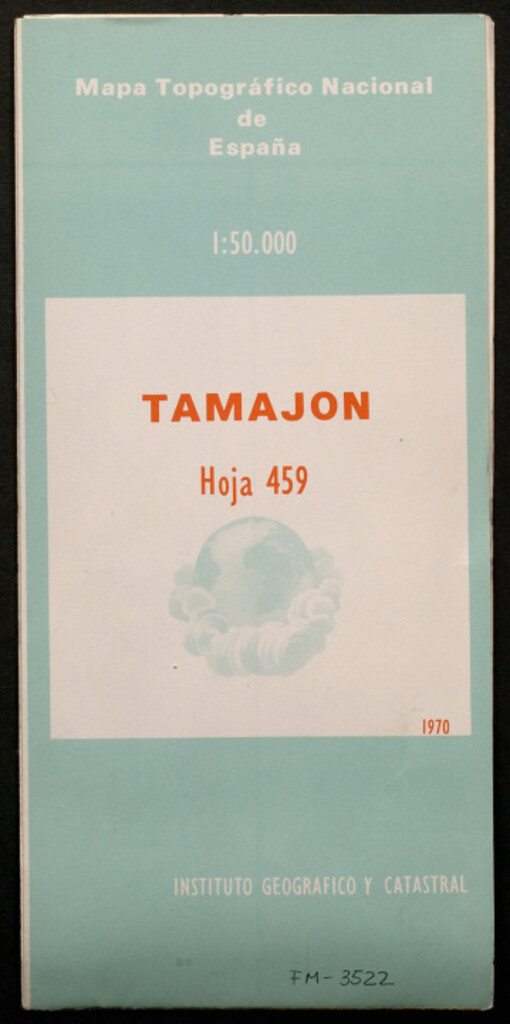 Mapa Topográfico Nacional
de
España
1:50.000
TAMAJON
Hoja 459
1970
INSTITUTO GEOGRAFICO Y CATASTRAL
FM-3522